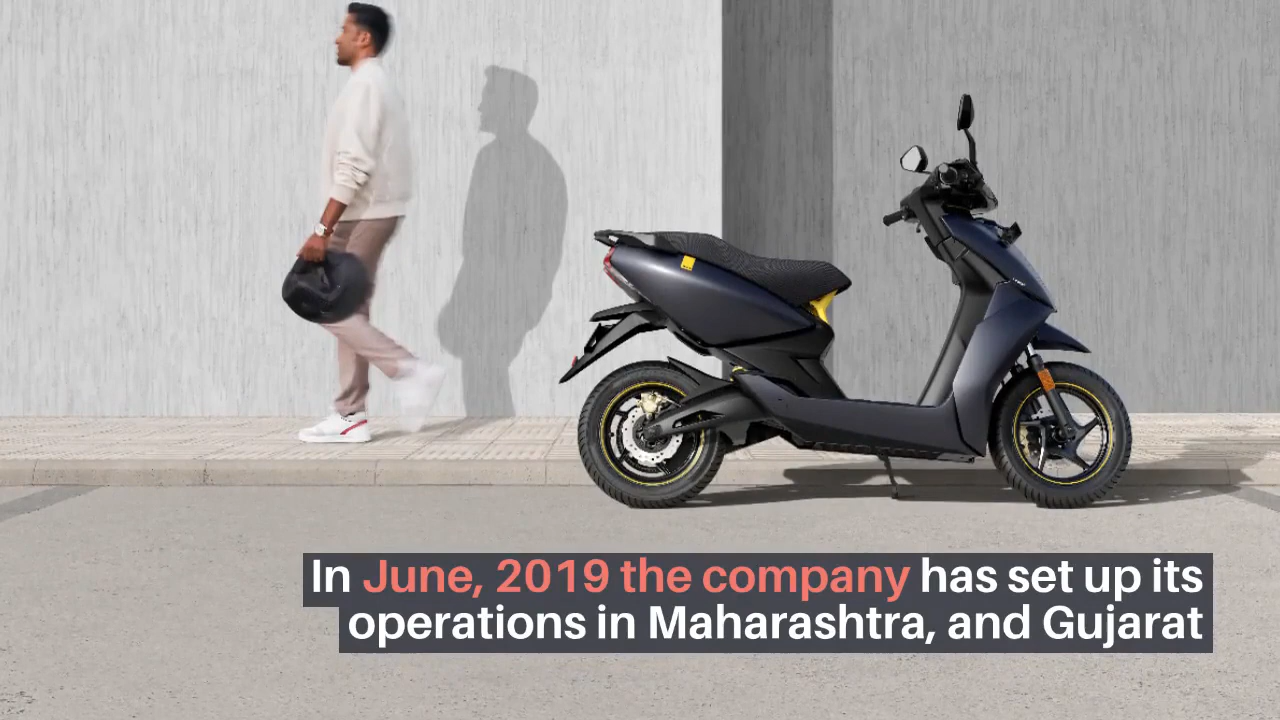 In June, 2019 the company has set up its
operations in Maharashtra, and Gujarat